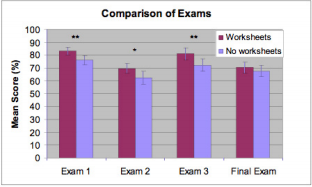 Comparison of Exams
Mean Score (%)
100
90
80
70
60
50
40
30
20
10
0
** * **
Worksheets
No worksheets
Exam 1 Exam 2 Exam 3 Final Exam